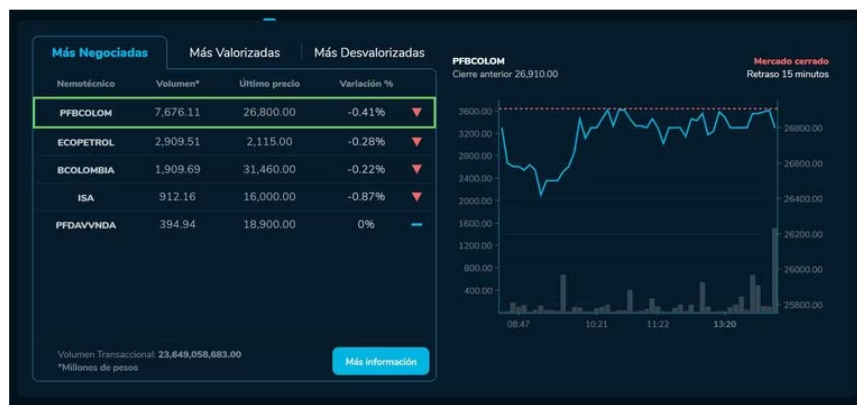 Más Negociadas Más Valorizadas Más Desvalorizadas
Nemotécnico Volumen* Último precio Variación %
PFBCOLOM 7,676.11 26,800.00 -0.41%
ECOPETROL 2,909.51 2,115.00 -0.28%
BCOLOMBIA 1,909.69 31,460.00 -0.22%
ISA 912.16 16,000.00 -0.87%
PFDAVVNDA 394.94 18,900.00 0%
Volumen Transaccional: 23,649,058,683.00
*Millones de pesos
Más información
PFBCOLOM Mercado cerrado
Cierre anterior 26,910.00 Retraso 15 minutos
3600.00
3200.00 26800.00
2800.00 26600.00
2400.00
2000.00 26400.00
1600.00 26200.00
1200.00
800.00 26000.00
400.00 25800.00
08:47 10:21 11:22 13:20